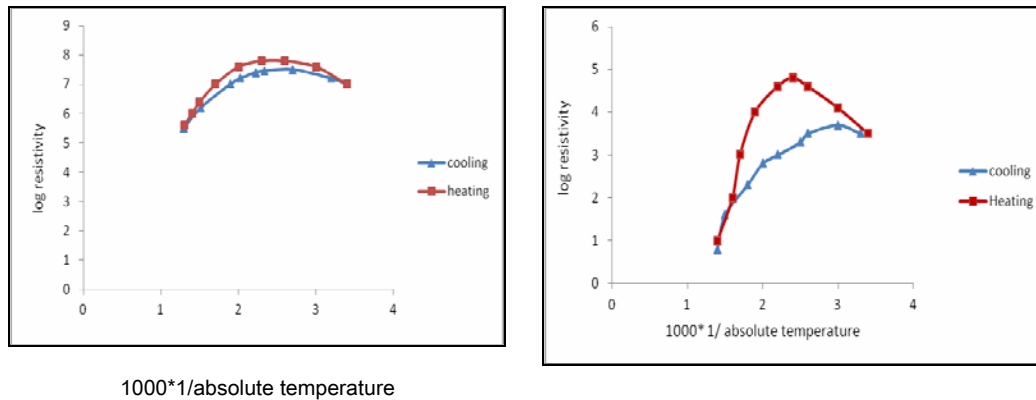 9
8
7
6
5
4
3
2
1
0
log resistivity
0 1 2 3 4
cooling
heating
1000*1/absolute temperature
6
5
4
3
2
1
0
log resistivity
0 1 2 3 4
1000* 1/ absolute temperature
cooling
Heating